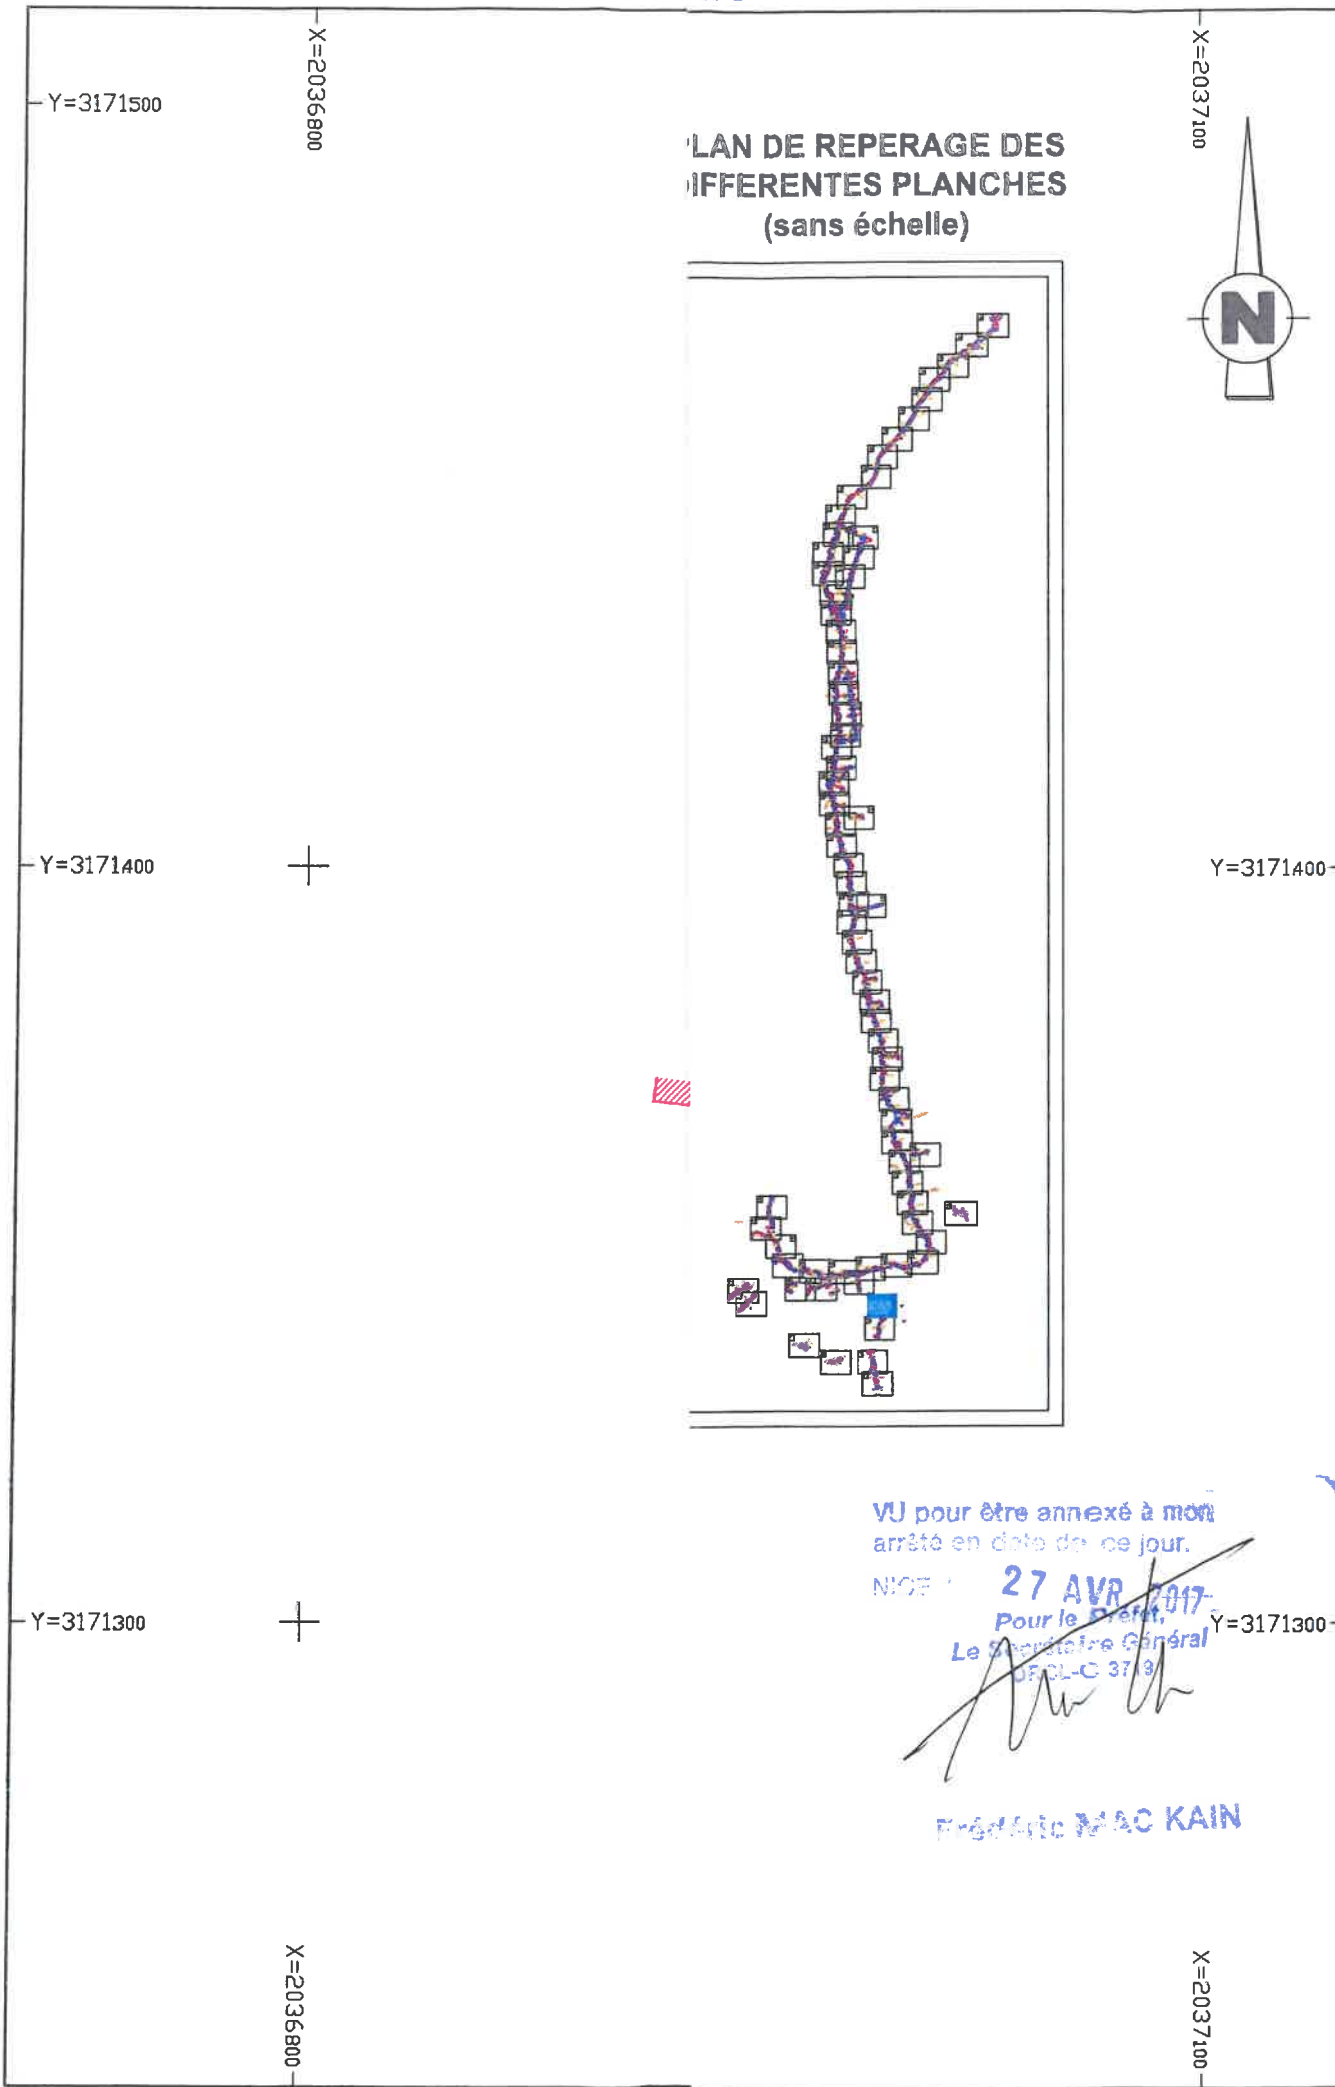 X=2036800
X=2037100
Y=3171500
LAN DE REPERAGE DES
IFFERENTES PLANCHES
(sans échelle)
N
Y=3171400
Y=3171400
VU pour être annexé à mon
arrêté en date de ce jour.
NICE
27 AVR. 2017
Pour le Préfet,
Y=3171300
Y=3171300
Le Secrétaire Général
Frédéric MAC KAIN
X=2036800
X=2037100